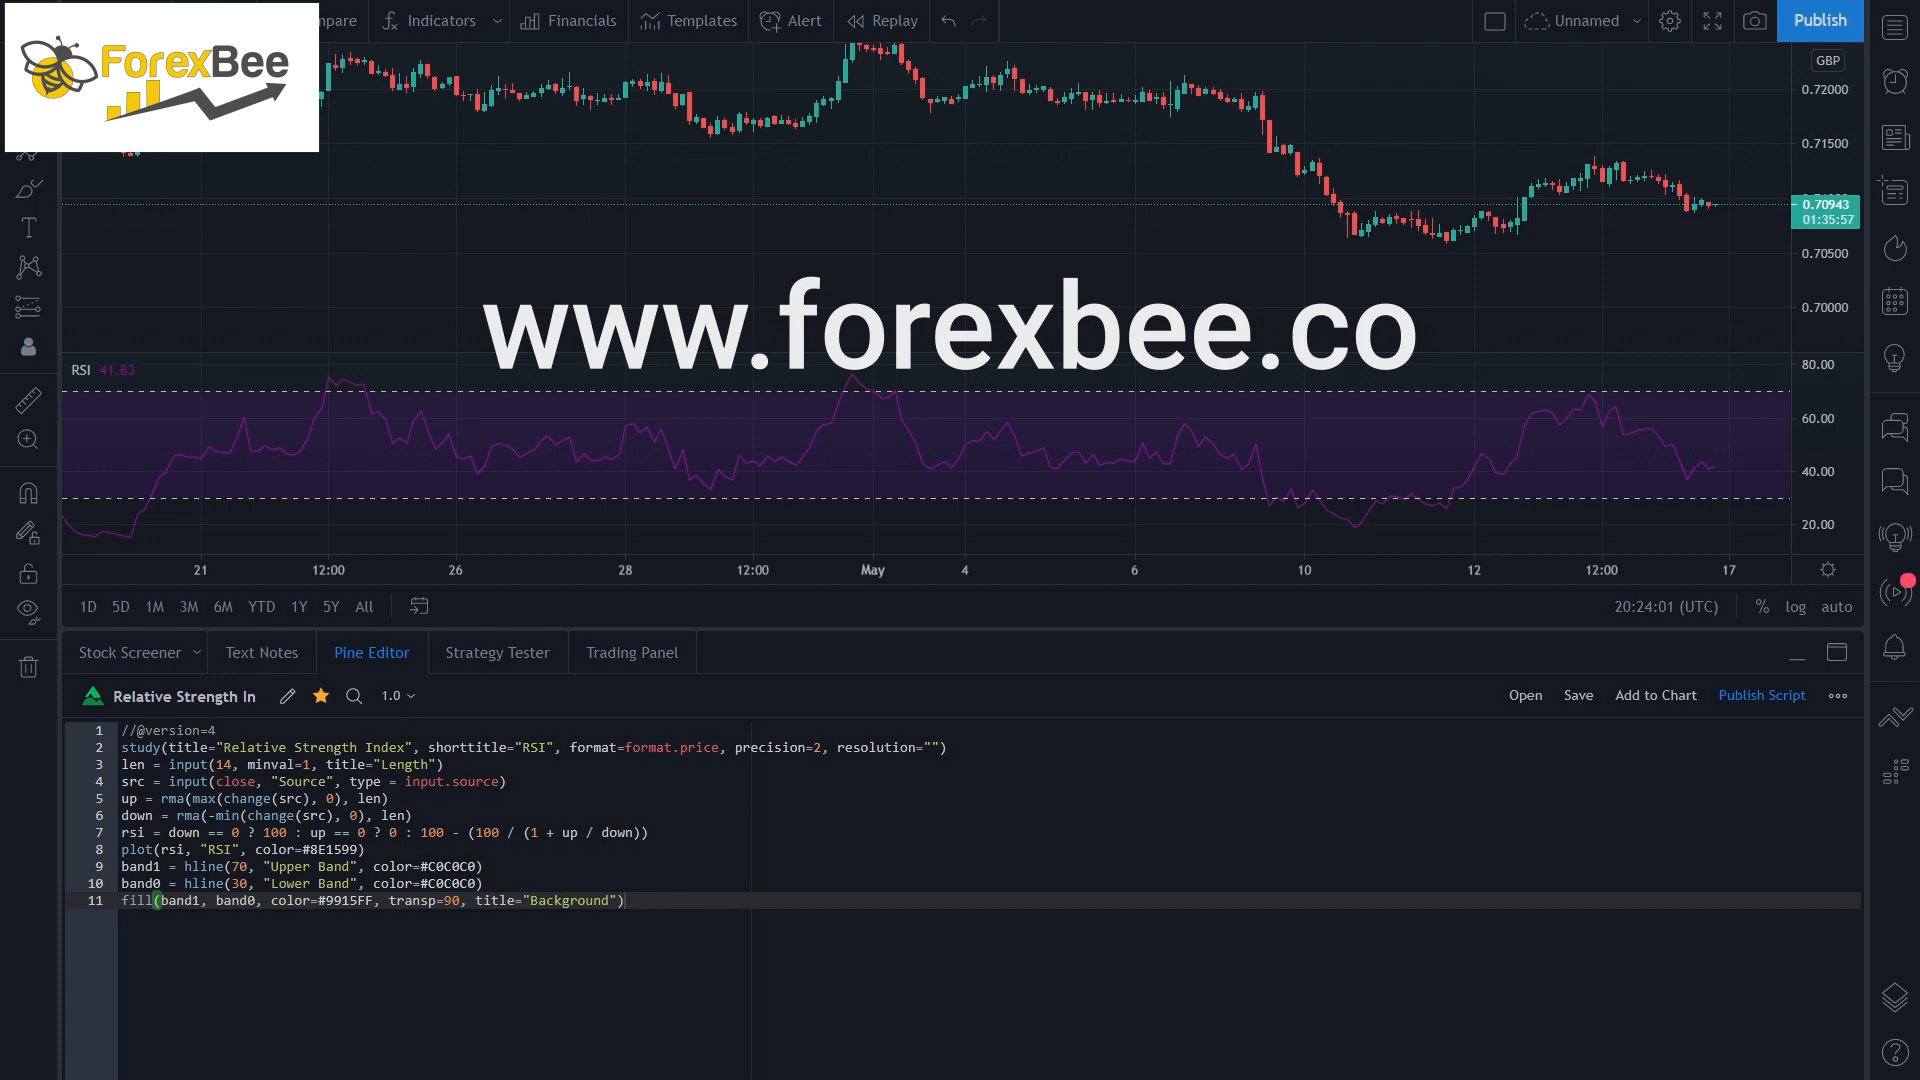 ForexBee
mpare
Indicators
Financials
Templates
Alert
Replay
Unnamed
Publish
GBP
0.72000
0.71500
0.70943
01:35:57
0.70500
0.70000
www.forexbee.co
RSI 41.83
80.00
60.00
40.00
20.00
21 12:00 26 28 12:00 May 4 6 10 12 12:00 17
1D 5D 1M 3M 6M YTD 1Y 5Y All
20:24:01 (UTC) % log auto
Stock Screener Text Notes Pine Editor Strategy Tester Trading Panel
Relative Strength In 1.0
Open Save Add to Chart Publish Script
1 //@version=4
2 study(title="Relative Strength Index", shorttitle="RSI", format=format.price, precision=2, resolution="")
3 len = input(14, minval=1, title="Length")
4 src = input(close, "Source", type = input.source)
5 up = rma(max(change(src), 0), len)
6 down = rma(-min(change(src), 0), len)
7 rsi = down == 0 ? 100 : up == 0 ? 0 : 100 - (100 / (1 + up / down))
8 plot(rsi, "RSI", color=#8E1599)
9 band1 = hline(70, "Upper Band", color=#C0C0C0)
10 band0 = hline(30, "Lower Band", color=#C0C0C0)
11 fill(band1, band0, color=#9915FF, transp=90, title="Background")